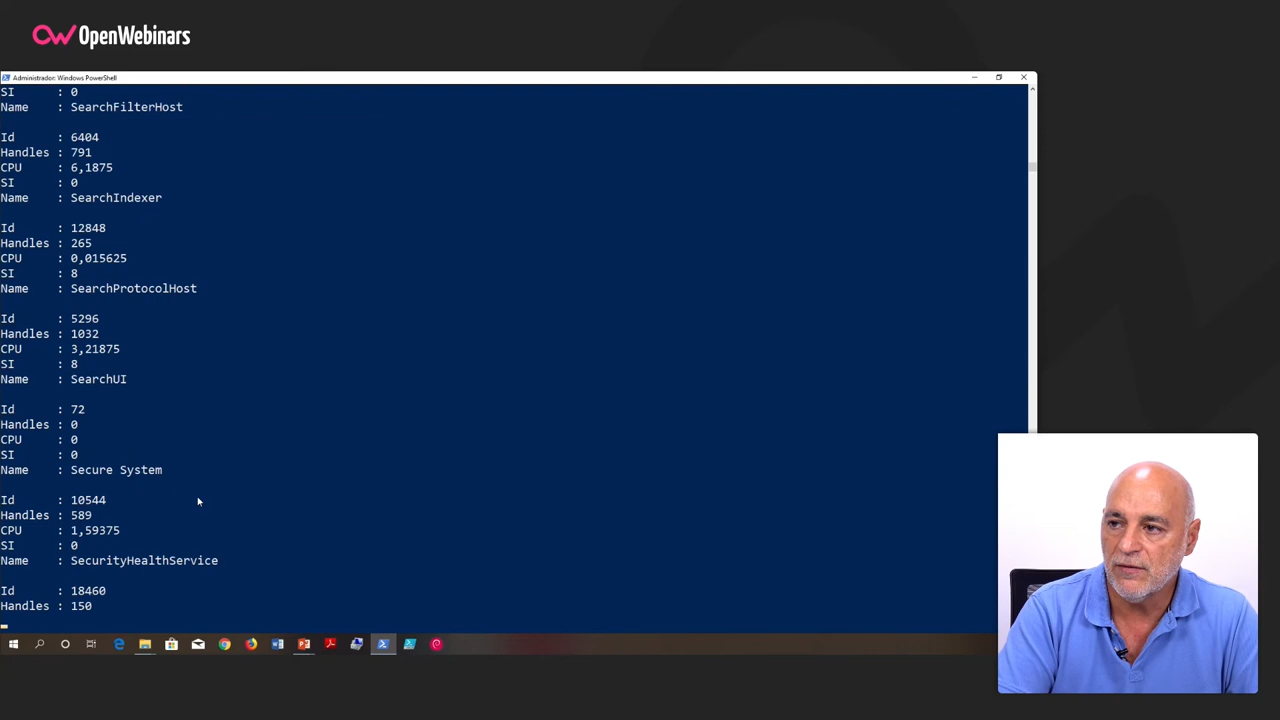 OpenWebinars
Administrador: Windows PowerShell
SI : 0
Name : SearchFilterHost
Id : 6404
Handles : 791
CPU : 6,1875
SI : 0
Name : SearchIndexer
Id : 12848
Handles : 265
CPU : 0,015625
SI : 8
Name : SearchProtocolHost
Id : 5296
Handles : 1032
CPU : 3,21875
SI : 8
Name : SearchUI
Id : 72
Handles : 0
CPU : 0
SI : 0
Name : Secure System
Id : 10544
Handles : 589
CPU : 1,59375
SI : 0
Name : SecurityHealthService
Id : 18460
Handles : 150